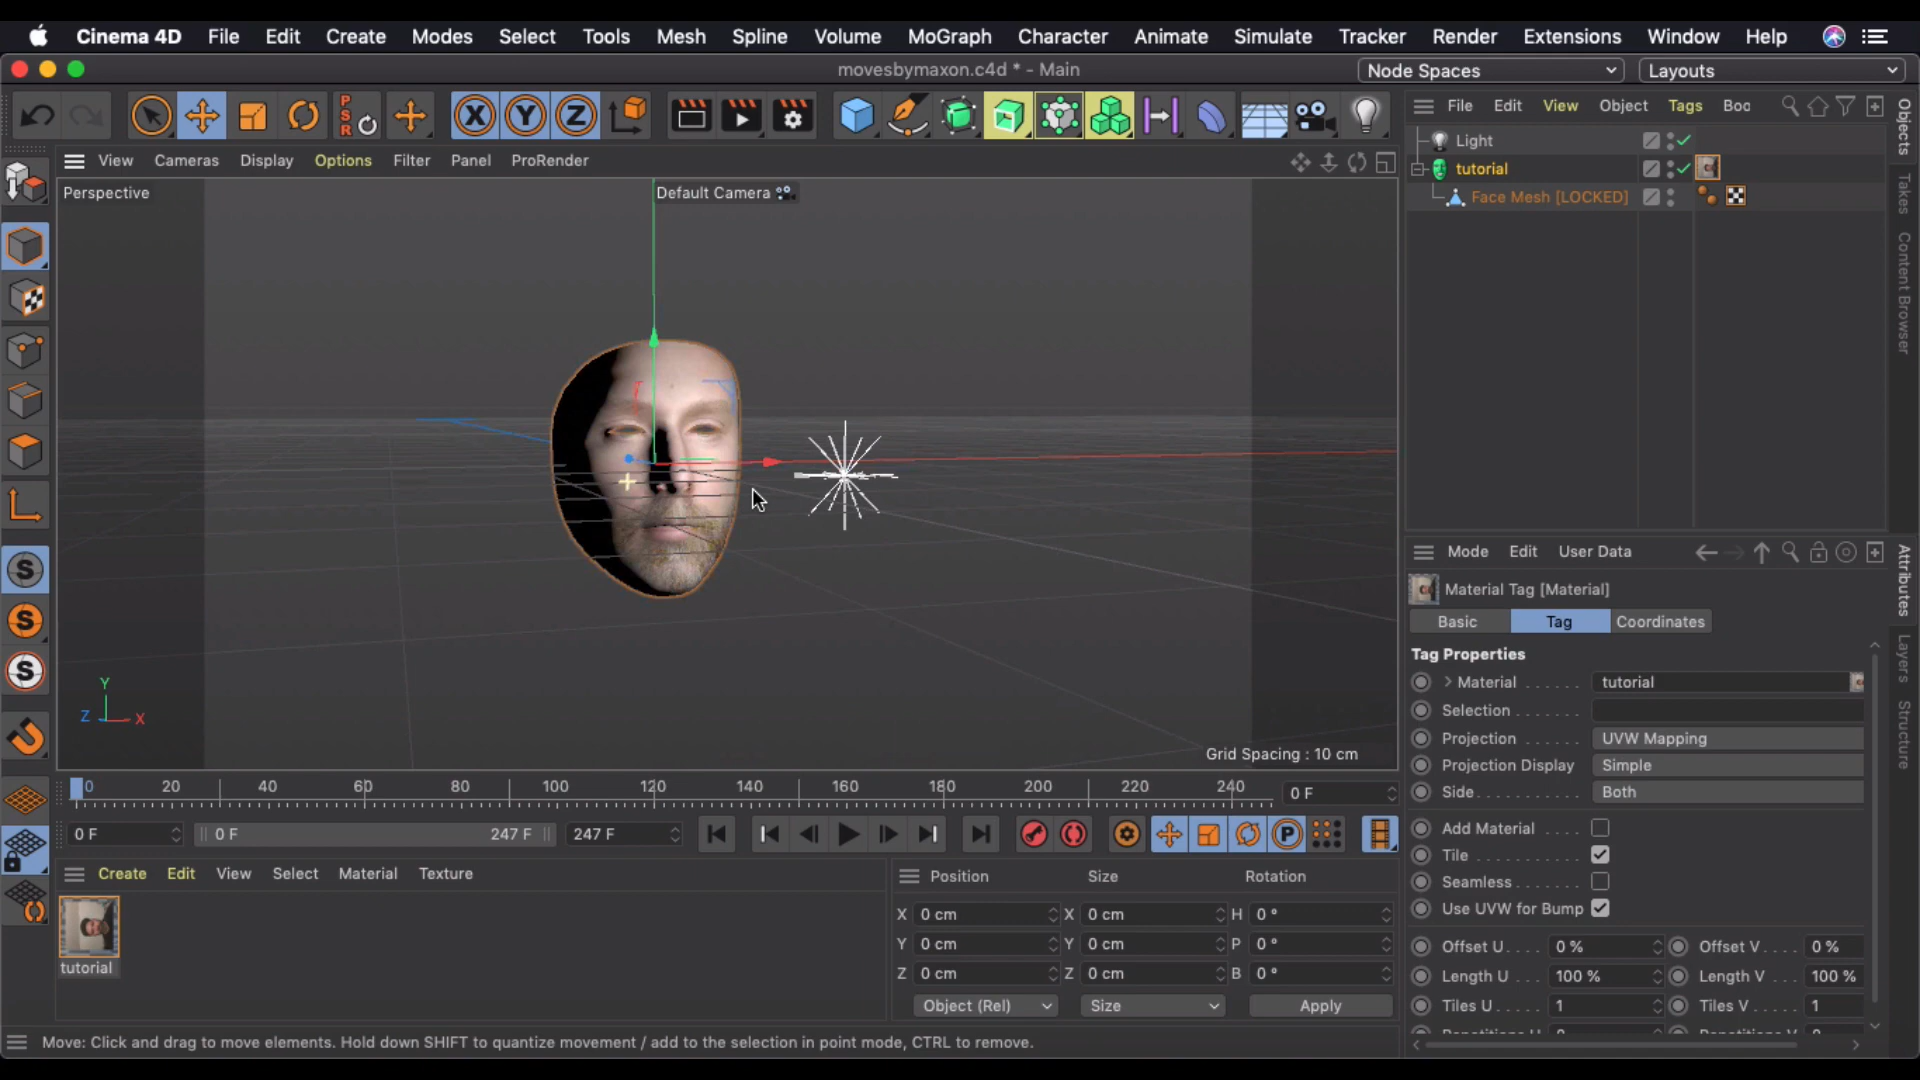 Cinema 4D File Edit Create Modes Select Tools Mesh Spline Volume MoGraph Character Animate Simulate Tracker Render Extensions Window Help
movesbymaxon.c4d * - Main
Node Spaces
Layouts
PSR
X Y Z
File Edit View Object Tags Boo
View Cameras Display Options Filter Panel ProRender
Light
tutorial
Face Mesh [LOCKED]
Objects
Takes
Content Browser
Perspective
Default Camera
Y
Z X
Grid Spacing : 10 cm
S
S
S
Mode Edit User Data
Material Tag [Material]
Basic Tag Coordinates
Tag Properties
Material . . . . . . tutorial
Selection . . . . . . .
Projection . . . . . . UVW Mapping
Projection Display Simple
Side. . . . . . . . . . . Both
Add Material . . . .
Tile . . . . . . . . . . .
Seamless . . . . . .
Use UVW for Bump
Offset U. . . . 0 % Offset V. . . . 0 %
Length U . . . 100 % Length V . . . 100 %
Tiles U . . . . . 1 Tiles V . . . . . 1
Attributes
Layers
Structure
0 20 40 60 80 100 120 140 160 180 200 220 240 0 F
0 F 0 F 247 F 247 F
P
Create Edit View Select Material Texture
tutorial
Position Size Rotation
X 0 cm X 0 cm H 0 °
Y 0 cm Y 0 cm P 0 °
Z 0 cm Z 0 cm B 0 °
Object (Rel) Size Apply
Move: Click and drag to move elements. Hold down SHIFT to quantize movement / add to the selection in point mode, CTRL to remove.